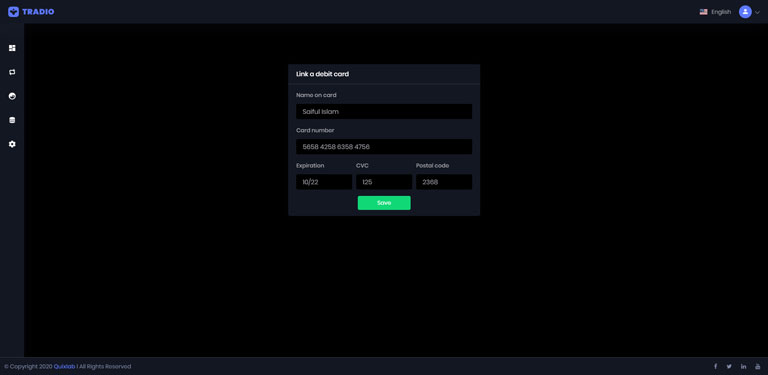 TRADIO
English
Link a debit card
Name on card
Saiful Islam
Card number
5658 4258 6358 4756
Expiration CVC Postal code
10/22 125 2368
Save
© Copyright 2020 Quixlab | All Rights Reserved